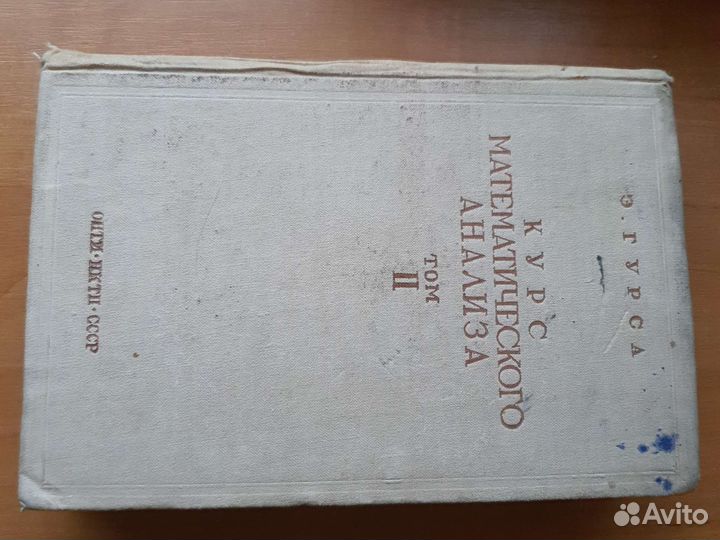 Э. ГУРСА
КУРС
МАТЕМАТИЧЕСКОГО
АНАЛИЗА
ТОМ
II
ОНТИ · НКТП · СССР
Avito